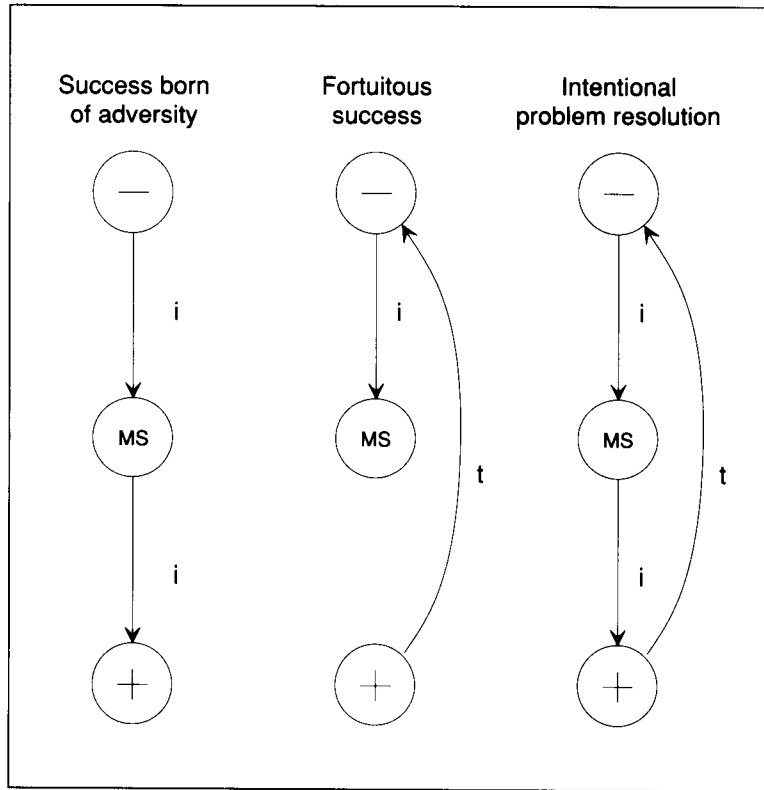 Success born
of adversity
Fortuitous
success
Intentional
problem resolution
—
—
—
i
i
i
MS
MS
MS
t
t
i
i
+
+
+